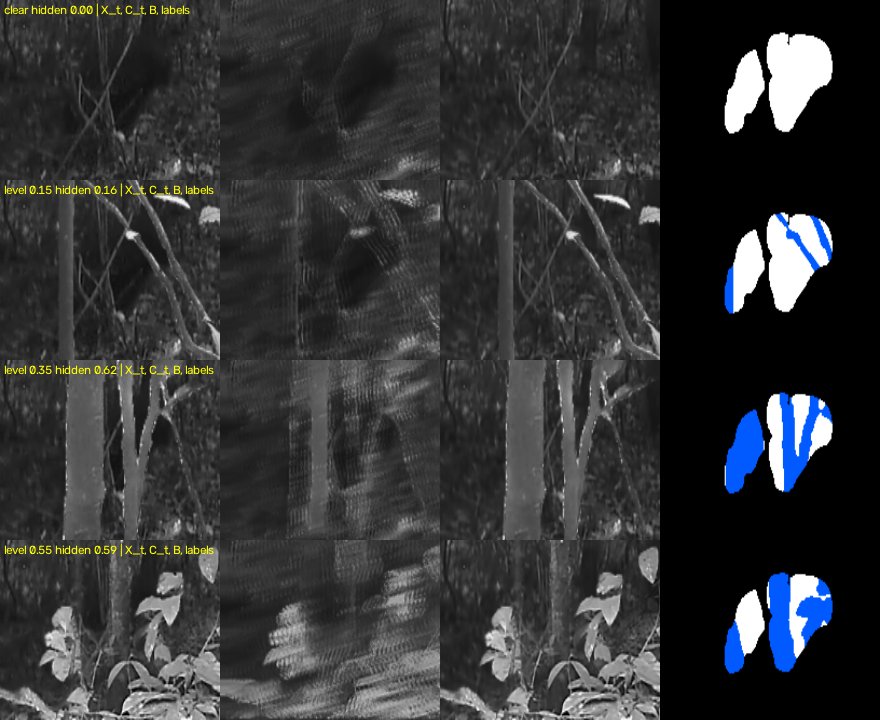 clear hidden 0.00 | X_t, C_t, B, labels
level 0.15 hidden 0.16 | X_t, C_t, B, labels
level 0.35 hidden 0.62 | X_t, C_t, B, labels
level 0.55 hidden 0.59 | X_t, C_t, B, labels